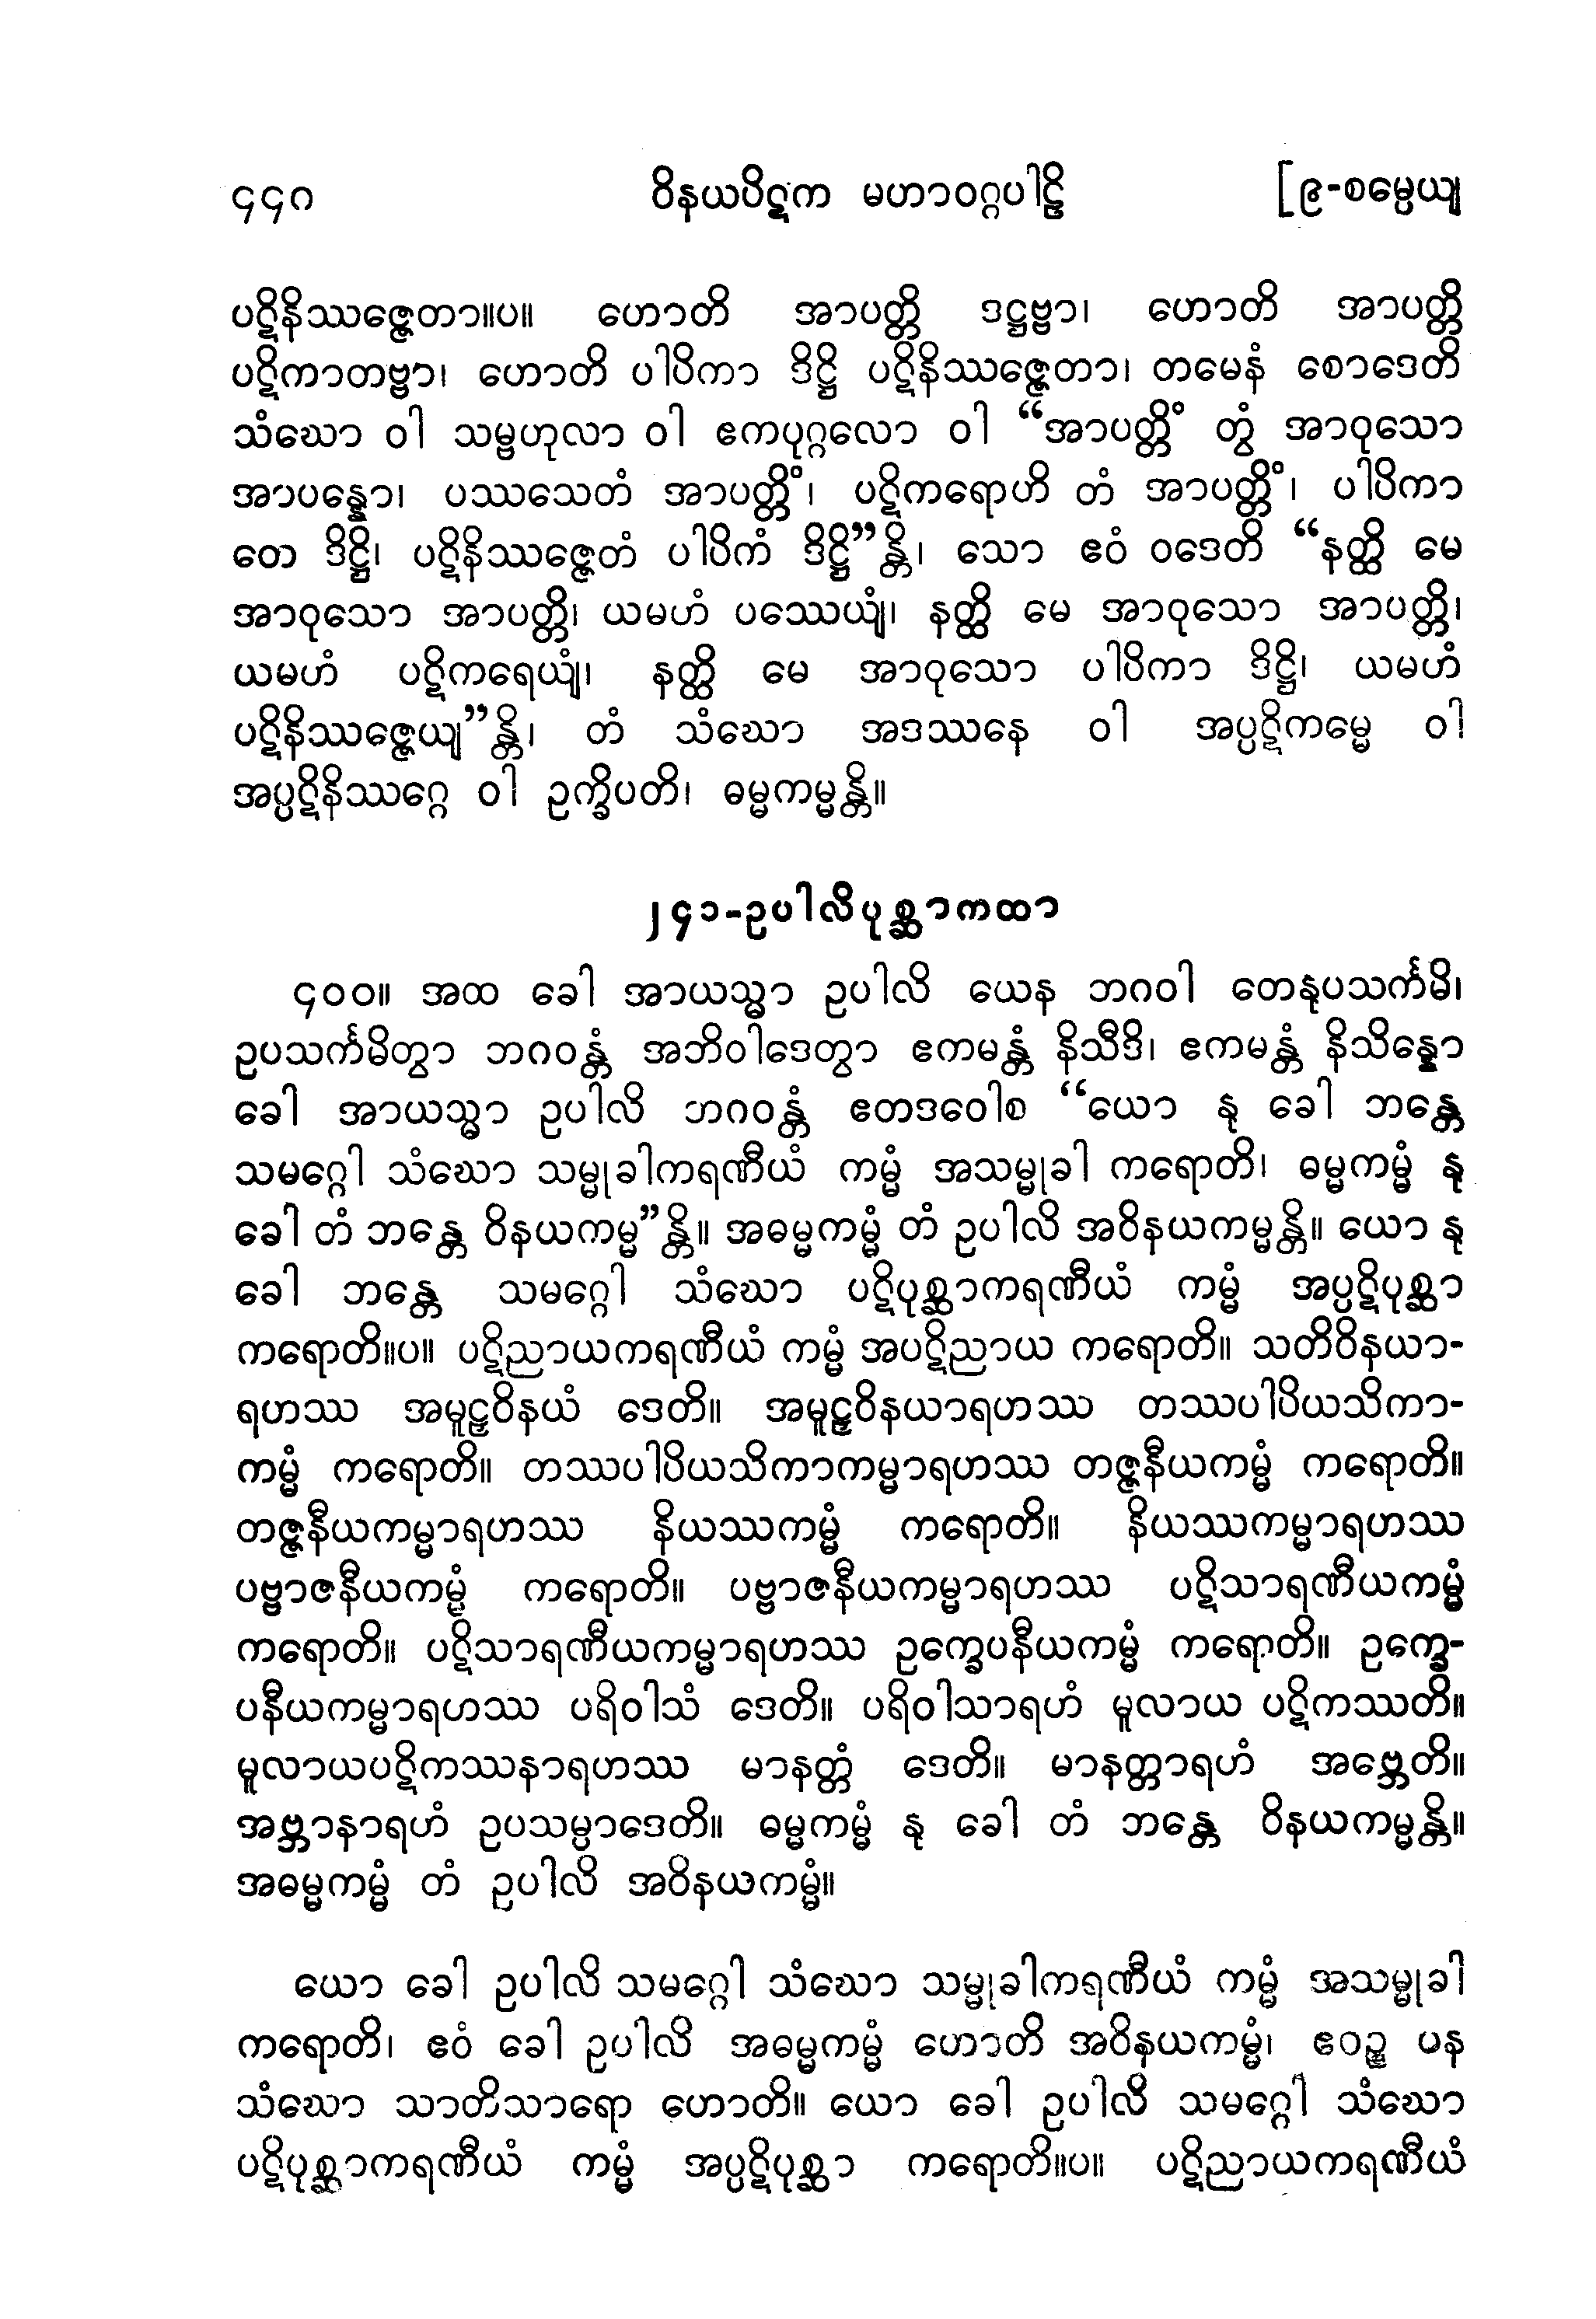 ၄၄ဂ ဝိနယပိဋက မဟာဝဂ္ဂပါဠိ [၉-စမ္ပေယျ
ပဋိနိဿဇ္ဇေတာ။ပ။ ဟောတိ အာပတ္တိ ဒဋ္ဌဗ္ဗာ၊ ဟောတိ အာပတ္တိ
ပဋိကာတဗ္ဗာ၊ ဟောတိ ပါပိကာ ဒိဋ္ဌိ ပဋိနိဿဇ္ဇေတာ၊ တမေနံ စောဒေတိ
သံဃော ဝါ သမ္ဗဟုလာ ဝါ ဧကပုဂ္ဂလော ဝါ “အာပတ္တိံ တွံ အာဝုသော
အာပန္နော၊ ပဿသေတံ အာပတ္တိံ၊ ပဋိကရောဟိ တံ အာပတ္တိံ၊ ပါပိကာ
တေ ဒိဋ္ဌိ၊ ပဋိနိဿဇ္ဇေတံ ပါပိကံ ဒိဋ္ဌိ”န္တိ၊ သော ဧဝံ ဝဒေတိ “နတ္ထိ မေ
အာဝုသော အာပတ္တိ၊ ယမဟံ ပဿေယျံ၊ နတ္ထိ မေ အာဝုသော အာပတ္တိ၊
ယမဟံ ပဋိကရေယျံ၊ နတ္ထိ မေ အာဝုသော ပါပိကာ ဒိဋ္ဌိ၊ ယမဟံ
ပဋိနိဿဇ္ဇေယျ”န္တိ၊ တံ သံဃော အဒဿနေ ဝါ အပ္ပဋိကမ္မေ ဝါ
အပ္ပဋိနိဿဂ္ဂေ ဝါ ဥက္ခိပတိ၊ ဓမ္မကမ္မန္တိ။
၂၄၁-ဥပါလိပုစ္ဆာကထာ
၄၀၀။ အထ ခေါ အာယသ္မာ ဥပါလိ ယေန ဘဂဝါ တေနုပသင်္ကမိ၊
ဥပသင်္ကမိတွာ ဘဂဝန္တံ အဘိဝါဒေတွာ ဧကမန္တံ နိသီဒိ၊ ဧကမန္တံ နိသိန္နော
ခေါ အာယသ္မာ ဥပါလိ ဘဂဝန္တံ ဧတဒဝေါစ “ယော နု ခေါ ဘန္တေ
သမဂ္ဂေါ သံဃော သမ္မုခါကရဏီယံ ကမ္မံ အသမ္မုခါ ကရောတိ၊ ဓမ္မကမ္မံ နု
ခေါ တံ ဘန္တေ ဝိနယကမ္မ”န္တိ။ အဓမ္မကမ္မံ တံ ဥပါလိ အဝိနယကမ္မန္တိ။ ယော နု
ခေါ ဘန္တေ သမဂ္ဂေါ သံဃော ပဋိပုစ္ဆာကရဏီယံ ကမ္မံ အပ္ပဋိပုစ္ဆာ
ကရောတိ။ပ။ ပဋိညာယကရဏီယံ ကမ္မံ အပဋိညာယ ကရောတိ။ သတိဝိနယာ-
ရဟဿ အမူဠှဝိနယံ ဒေတိ။ အမူဠှဝိနယာရဟဿ တဿပါပိယသိကာ-
ကမ္မံ ကရောတိ။ တဿပါပိယသိကာကမ္မာရဟဿ တဇ္ဇနီယကမ္မံ ကရောတိ။
တဇ္ဇနီယကမ္မာရဟဿ နိယဿကမ္မံ ကရောတိ။ နိယဿကမ္မာရဟဿ
ပဗ္ဗာဇနီယကမ္မံ ကရောတိ။ ပဗ္ဗာဇနီယကမ္မာရဟဿ ပဋိသာရဏီယကမ္မံ
ကရောတိ။ ပဋိသာရဏီယကမ္မာရဟဿ ဥက္ခေပနီယကမ္မံ ကရောတိ။ ဥက္ခေ-
ပနီယကမ္မာရဟဿ ပရိဝါသံ ဒေတိ။ ပရိဝါသာရဟံ မူလာယ ပဋိကဿတိ။
မူလာယပဋိကဿနာရဟဿ မာနတ္တံ ဒေတိ။ မာနတ္တာရဟံ အဗ္ဘေတိ။
အဗ္ဘာနာရဟံ ဥပသမ္ပာဒေတိ။ ဓမ္မကမ္မံ နု ခေါ တံ ဘန္တေ ဝိနယကမ္မန္တိ။
အဓမ္မကမ္မံ တံ ဥပါလိ အဝိနယကမ္မံ။
ယော ခေါ ဥပါလိ သမဂ္ဂေါ သံဃော သမ္မုခါကရဏီယံ ကမ္မံ အသမ္မုခါ
ကရောတိ၊ ဧဝံ ခေါ ဥပါလိ အဓမ္မကမ္မံ ဟောတိ အဝိနယကမ္မံ၊ ဧဝဉ္စ ပန
သံဃော သာတိသာရော ဟောတိ။ ယော ခေါ ဥပါလိ သမဂ္ဂေါ သံဃော
ပဋိပုစ္ဆာကရဏီယံ ကမ္မံ အပ္ပဋိပုစ္ဆာ ကရောတိ။ပ။ ပဋိညာယကရဏီယံ